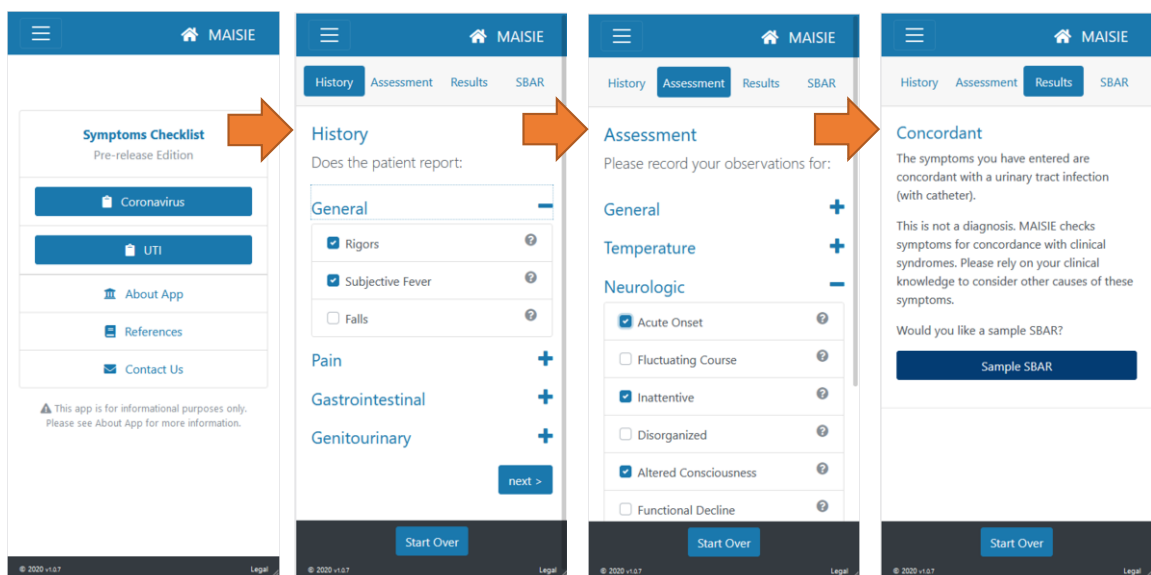 MAISIE
Symptoms Checklist
Pre-release Edition
Coronavirus
UTI
About App
References
Contact Us
This app is for informational purposes only.
Please see About App for more information.
© 2020 v1.0.7 Legal
MAISIE
History Assessment Results SBAR
History
Does the patient report:
General
Rigors
Subjective Fever
Falls
Pain
Gastrointestinal
Genitourinary
next >
Start Over
© 2020 v1.0.7 Legal
MAISIE
History Assessment Results SBAR
Assessment
Please record your observations for:
General
Temperature
Neurologic
Acute Onset
Fluctuating Course
Inattentive
Disorganized
Altered Consciousness
Functional Decline
Start Over
© 2020 v1.0.7 Legal
MAISIE
History Assessment Results SBAR
Concordant
The symptoms you have entered are
concordant with a urinary tract infection
(with catheter).
This is not a diagnosis. MAISIE checks
symptoms for concordance with clinical
syndromes. Please rely on your clinical
knowledge to consider other causes of these
symptoms.
Would you like a sample SBAR?
Sample SBAR
Start Over
© 2020 v1.0.7 Legal